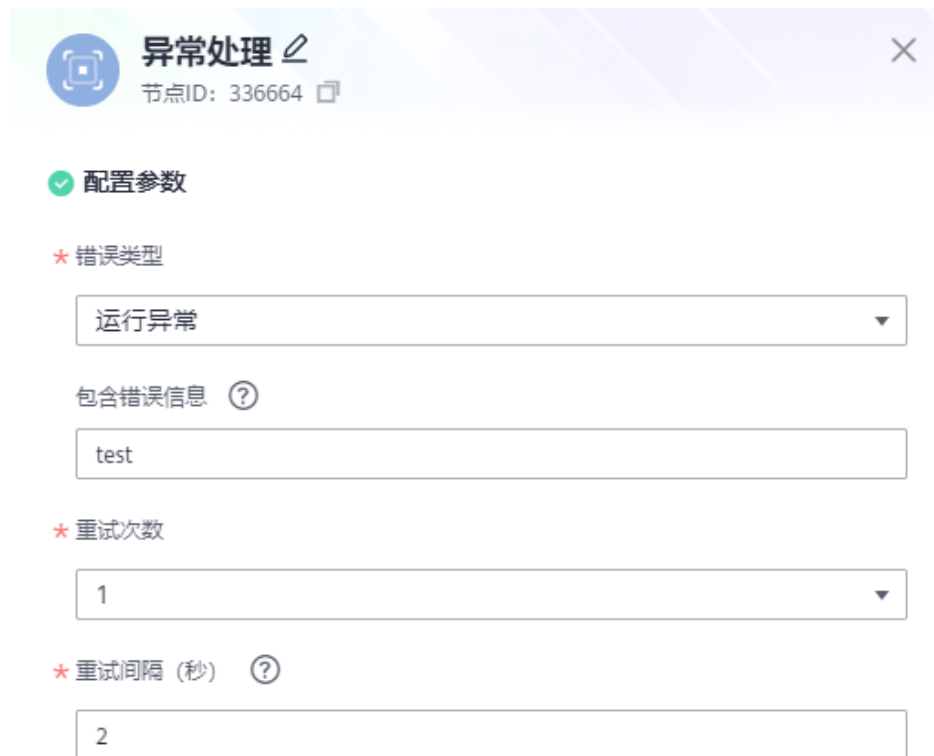 异常处理
节点ID：336664
配置参数
* 错误类型
运行异常
包含错误信息 ?
test
* 重试次数
1
* 重试间隔（秒） ?
2